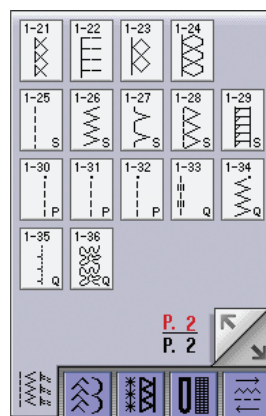 1-21 1-22 1-23 1-24
1-25 1-26 1-27 1-28 1-29
S S S S S
1-30 1-31 1-32 1-33 1-34
P P P Q Q
1-35 1-36
Q Q
P. 2
P. 2